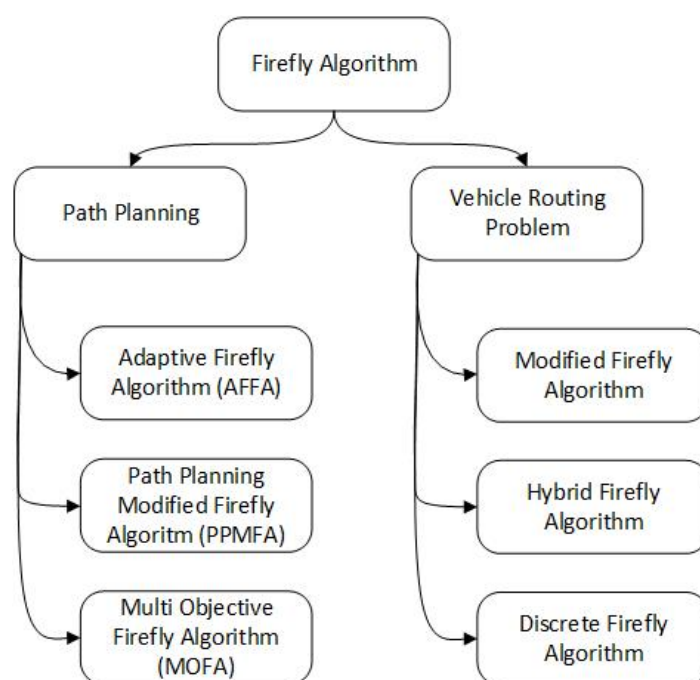 Firefly Algorithm
Path Planning
Vehicle Routing
Problem
Adaptive Firefly
Algorithm (AFFA)
Modified Firefly
Algorithm
Path Planning
Modified Firefly
Algoritm (PPMFA)
Hybrid Firefly
Algorithm
Multi Objective
Firefly Algorithm
(MOFA)
Discrete Firefly
Algorithm